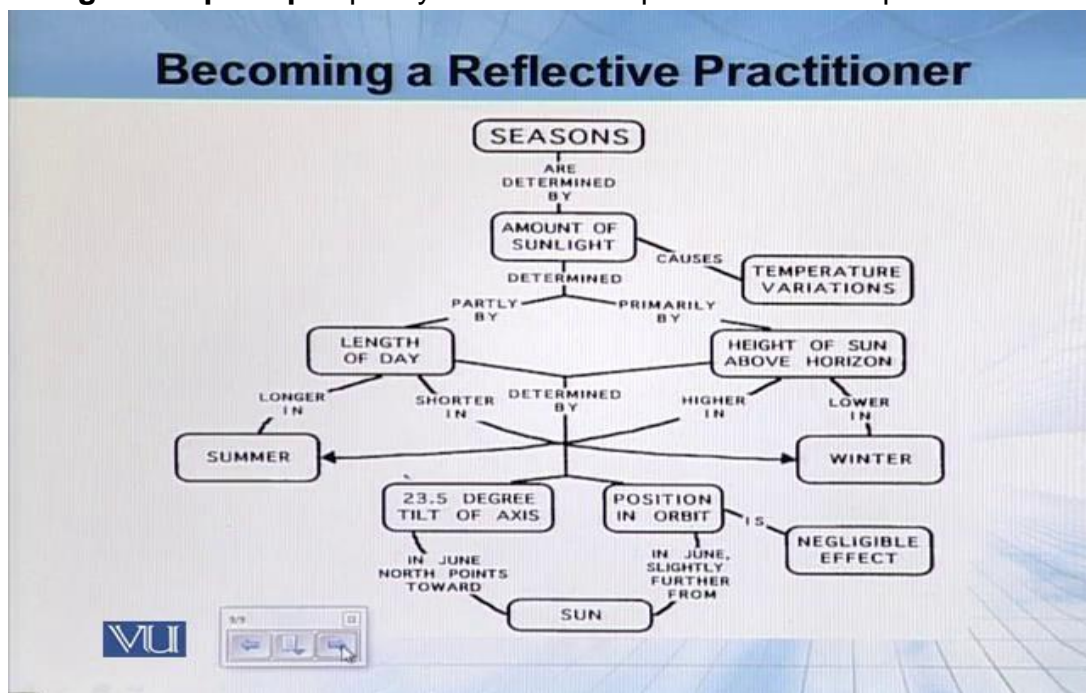 Becoming a Reflective Practitioner
SEASONS
ARE
DETERMINED
BY
AMOUNT OF
SUNLIGHT
CAUSES
TEMPERATURE
VARIATIONS
DETERMINED
PARTLY
BY
PRIMARILY
BY
LENGTH
OF DAY
HEIGHT OF SUN
ABOVE HORIZON
LONGER
IN
SHORTER
IN
DETERMINED
BY
HIGHER
IN
LOWER
IN
SUMMER
WINTER
23.5 DEGREE
TILT OF AXIS
POSITION
IN ORBIT
IS
NEGLIGIBLE
EFFECT
IN JUNE
NORTH POINTS
TOWARD
IN JUNE,
SLIGHTLY
FURTHER
FROM
SUN
VU
9/9